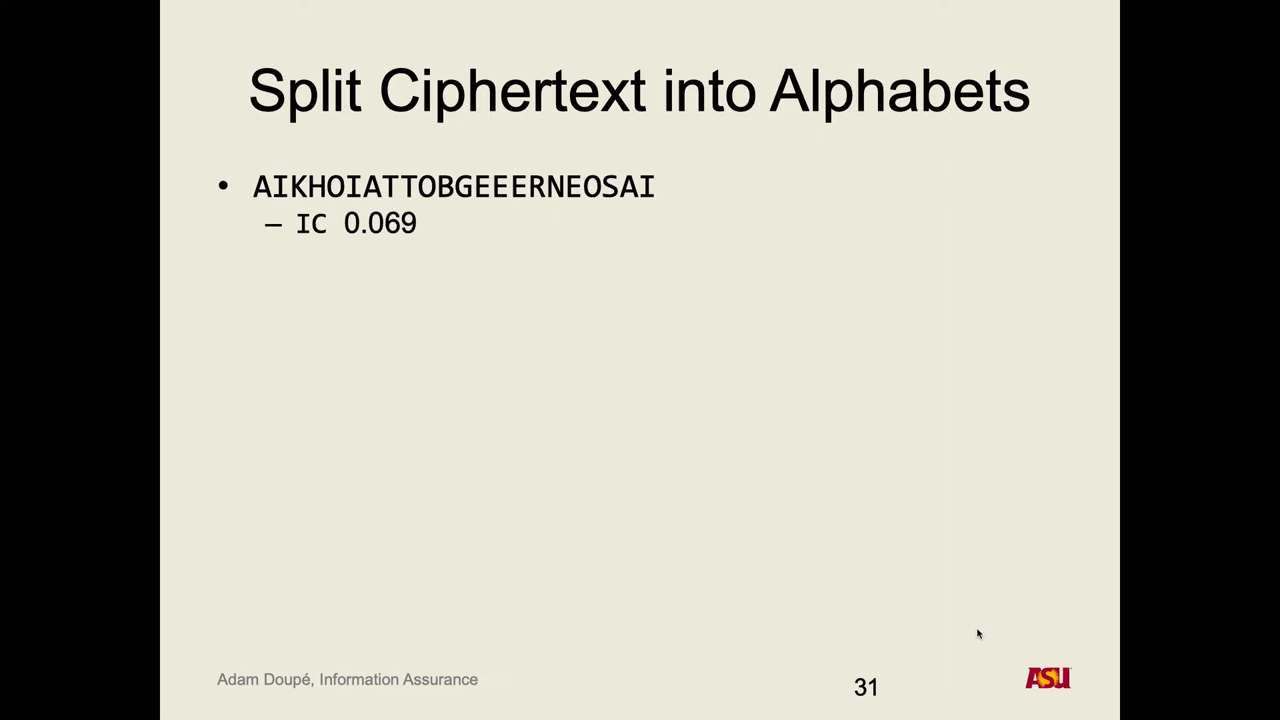 Split Ciphertext into Alphabets
• AIKHOIATTOBGEEERNEOSAI
– IC 0.069
Adam Doupé, Information Assurance
31
ASU